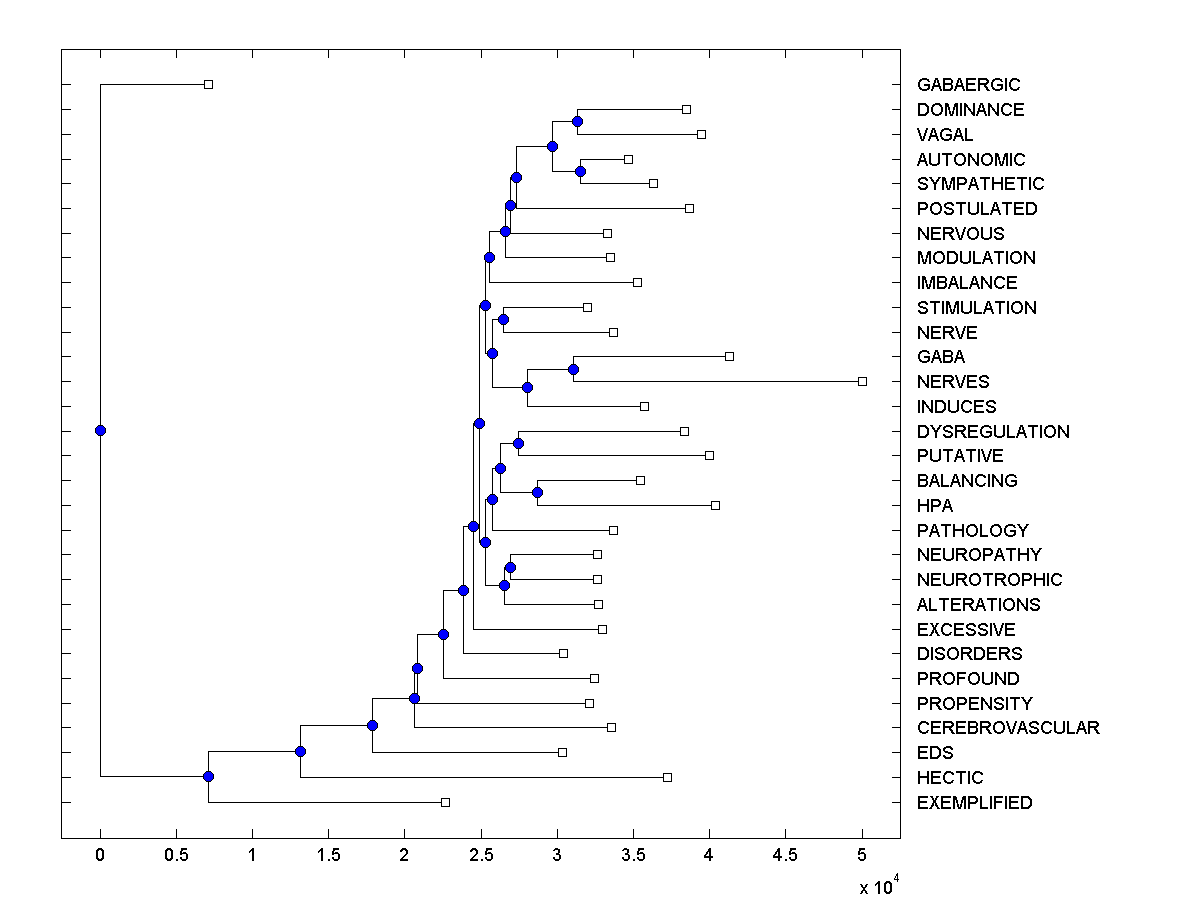 GABAERGIC
DOMINANCE
VAGAL
AUTONOMIC
SYMPATHETIC
POSTULATED
NERVOUS
MODULATION
IMBALANCE
STIMULATION
NERVE
GABA
NERVES
INDUCES
DYSREGULATION
PUTATIVE
BALANCING
HPA
PATHOLOGY
NEUROPATHY
NEUROTROPHIC
ALTERATIONS
EXCESSIVE
DISORDERS
PROFOUND
PROPENSITY
CEREBROVASCULAR
EDS
HECTIC
EXEMPLIFIED
0 0.5 1 1.5 2 2.5 3 3.5 4 4.5 5
x 10^4